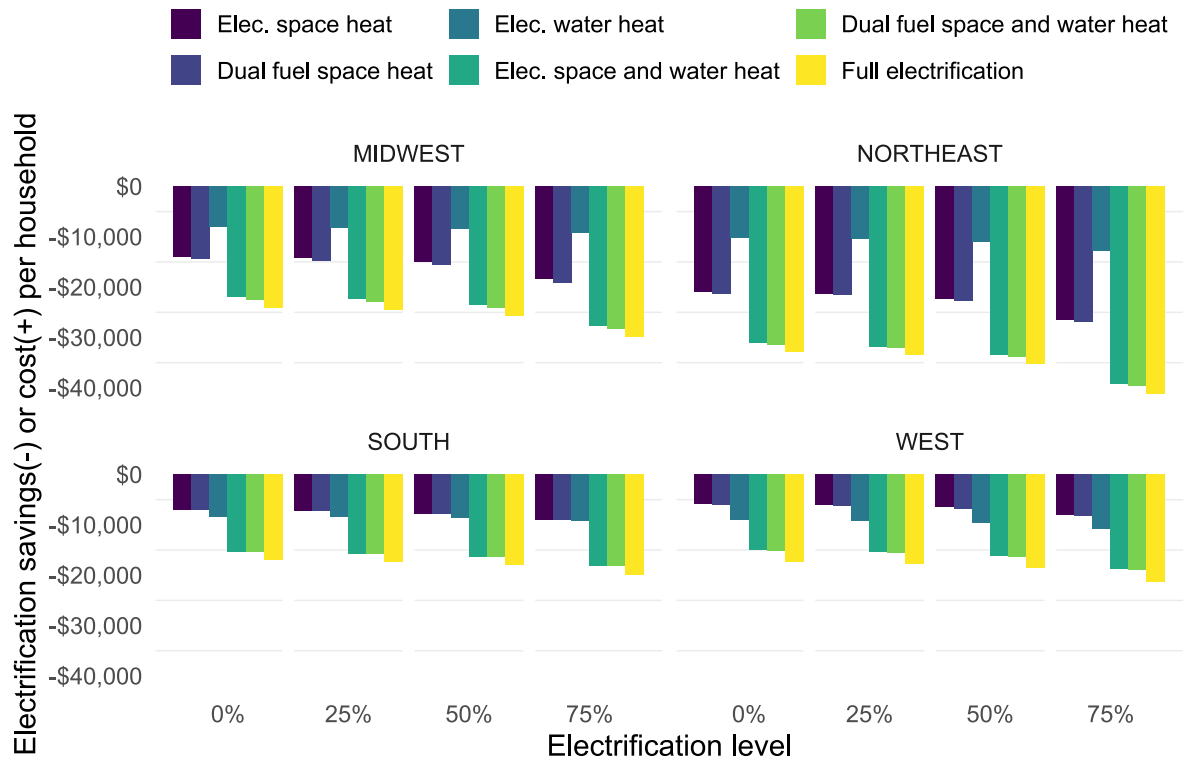 Elec. space heat
Elec. water heat
Dual fuel space and water heat
Dual fuel space heat
Elec. space and water heat
Full electrification
Electrification savings(-) or cost(+) per household
MIDWEST
NORTHEAST
$0
-$10,000
-$20,000
-$30,000
-$40,000
SOUTH
WEST
$0
-$10,000
-$20,000
-$30,000
-$40,000
0%
25%
50%
75%
0%
25%
50%
75%
Electrification level